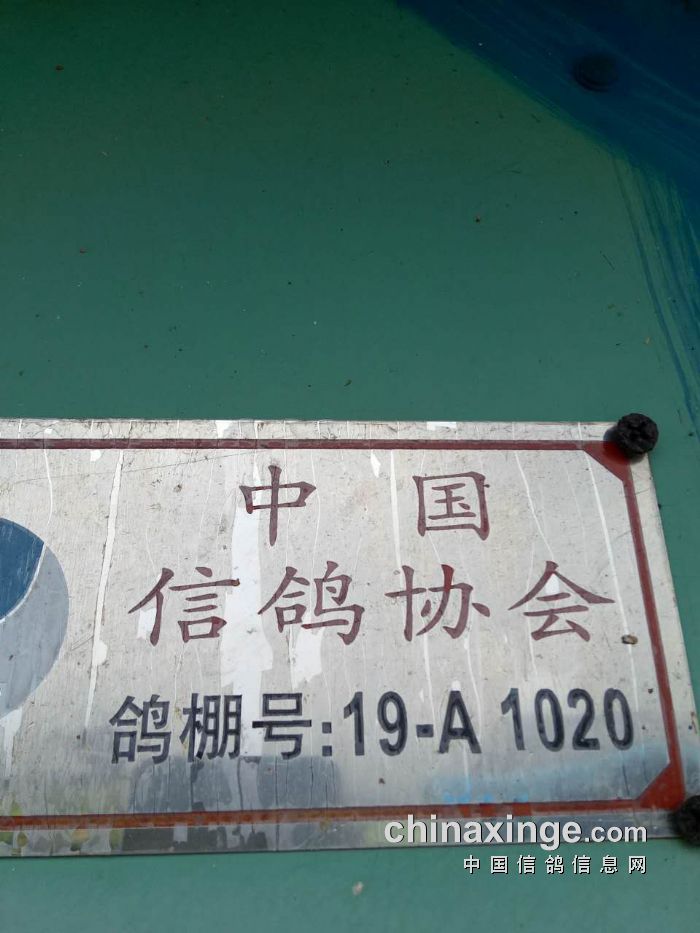 中国
信鸽协会
鸽棚号:19-A 1020
chinaxinge.com
中国信鸽信息网